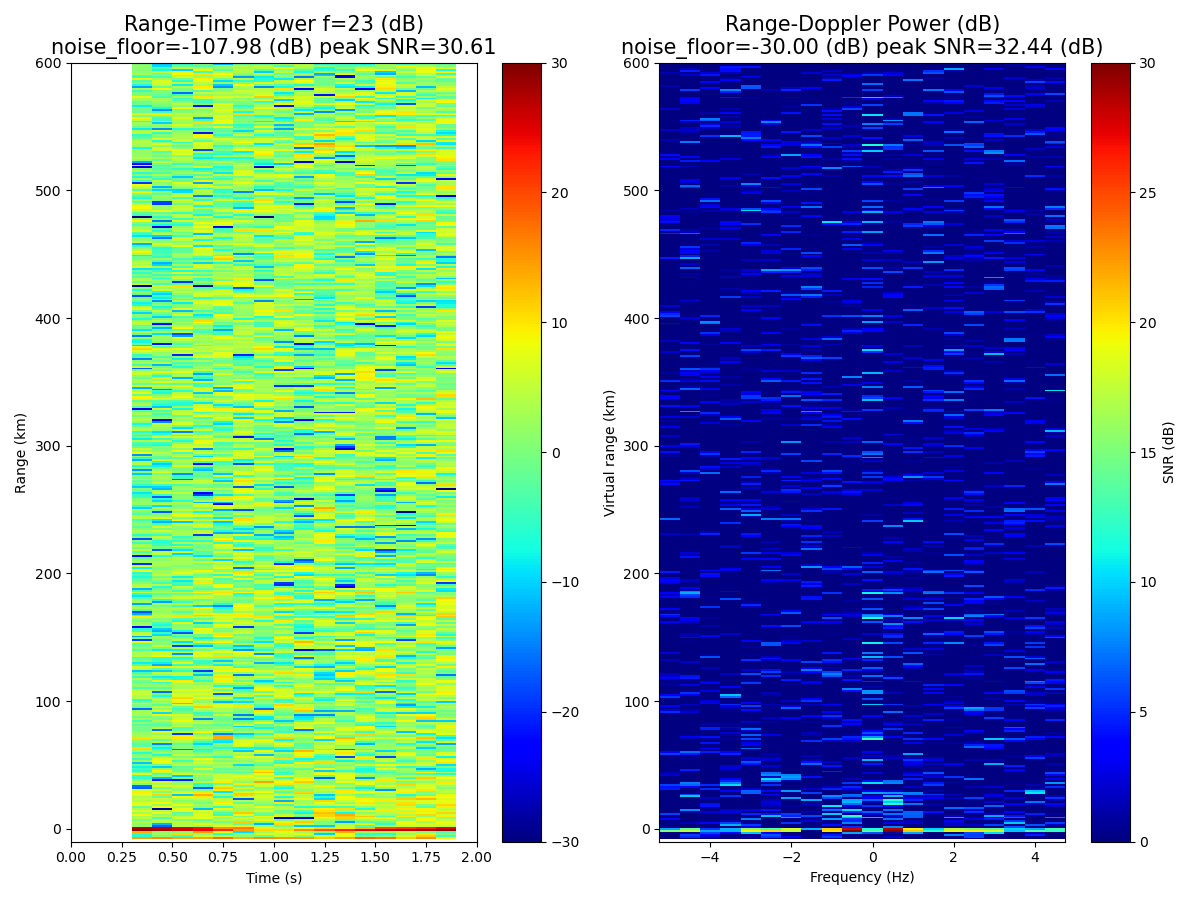 Range-Time Power f=23 (dB)
noise_floor=-107.98 (dB) peak SNR=30.61
Range-Doppler Power (dB)
noise_floor=-30.00 (dB) peak SNR=32.44 (dB)
600
500
400
300
200
100
0
Range (km)
0.00 0.25 0.50 0.75 1.00 1.25 1.50 1.75 2.00
Time (s)
30
20
10
0
−10
−20
−30
600
500
400
300
200
100
0
Virtual range (km)
−4 −2 0 2 4
Frequency (Hz)
30
25
20
15
10
5
0
SNR (dB)